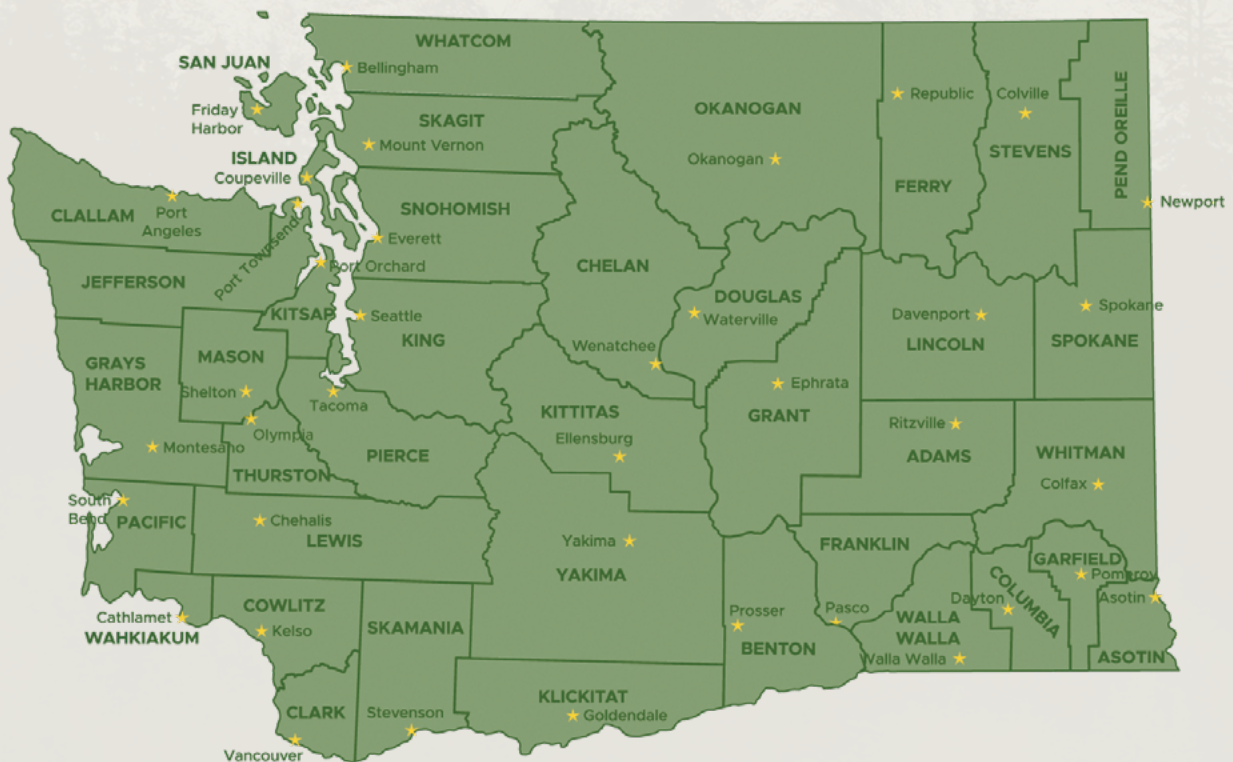 WHATCOM
SAN JUAN
Bellingham
Friday
Harbor
SKAGIT
Mount Vernon
ISLAND
Coupeville
OKANOGAN
Okanogan
Republic
FERRY
Colville
STEVENS
PEND OREILLE
Newport
CLALLAM
Port
Angeles
Port Townsend
SNOHOMISH
Everett
JEFFERSON
Port Orchard
KITSAP
Seattle
KING
CHELAN
Wenatchee
DOUGLAS
Waterville
Davenport
LINCOLN
Spokane
SPOKANE
GRAYS
HARBOR
MASON
Shelton
Tacoma
Olympia
Montesano
THURSTON
PIERCE
KITTITAS
Ellensburg
Ephrata
GRANT
Ritzville
ADAMS
WHITMAN
Colfax
South
Bend
PACIFIC
Chehalis
LEWIS
Yakima
YAKIMA
FRANKLIN
GARFIELD
Pomeroy
Asotin
ASOTIN
COLUMBIA
Dayton
Cathlamet
WAHKIAKUM
COWLITZ
Kelso
SKAMANIA
Prosser
BENTON
Pasco
WALLA
WALLA
Walla Walla
CLARK
Vancouver
Stevenson
KLICKITAT
Goldendale